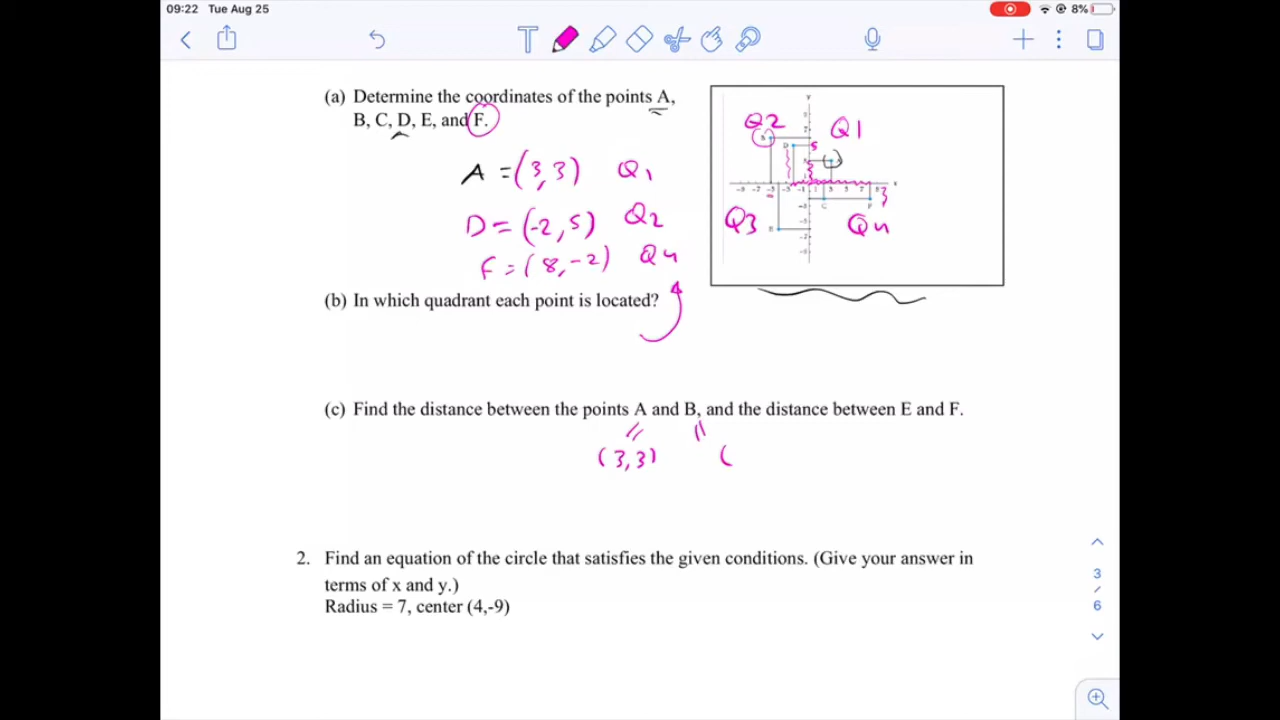 09:22 Tue Aug 25
8%
T
(a) Determine the coordinates of the points A,
B, C, D, E, and F.
A = (3,3) Q1
D = (-2, 5) Q2
F = (8, -2) Q4
Q2 Q1
Q3 Q4
(b) In which quadrant each point is located?
(c) Find the distance between the points A and B, and the distance between E and F.
(3,3) (
2. Find an equation of the circle that satisfies the given conditions. (Give your answer in
terms of x and y.)
Radius = 7, center (4,-9)
3
/
6